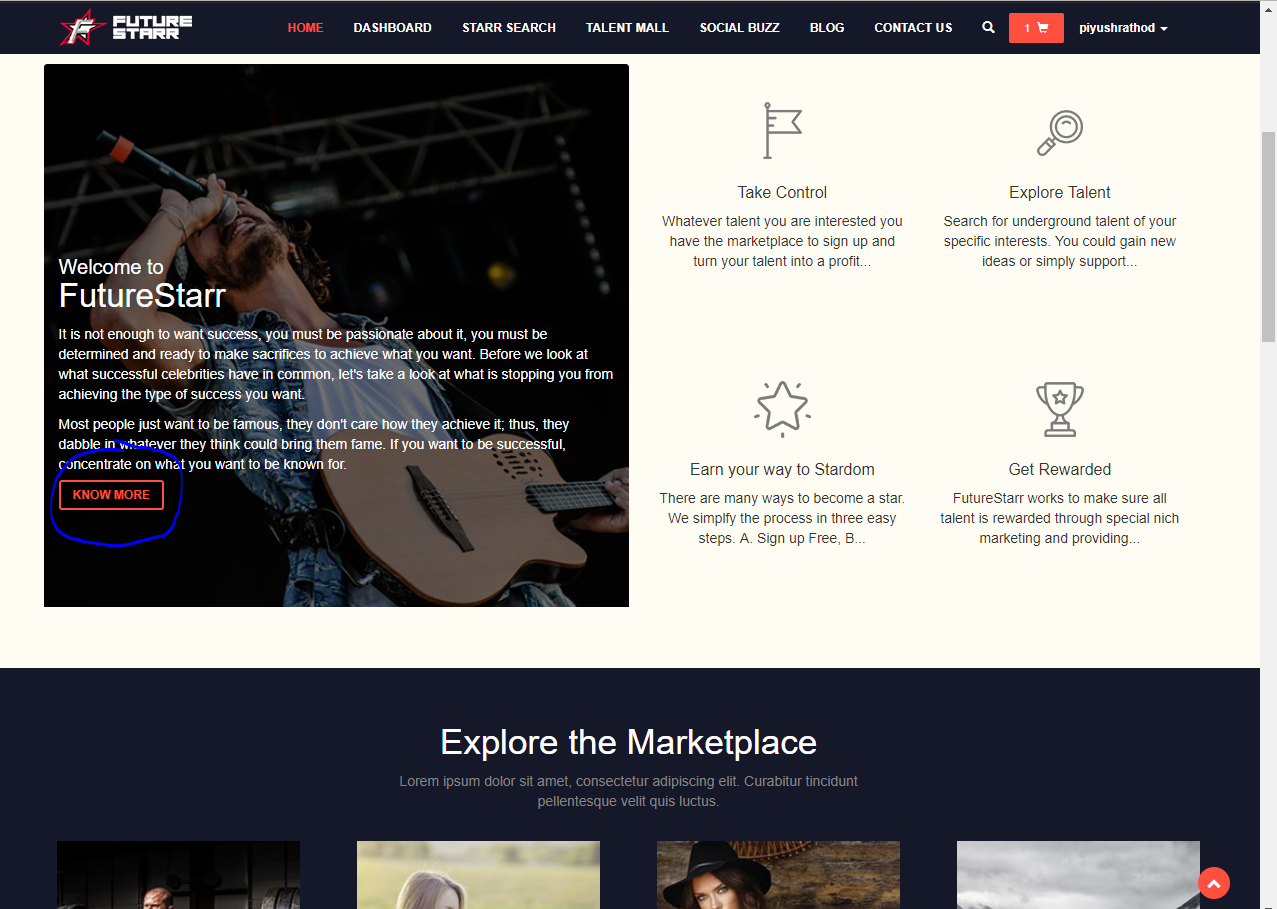 FUTURE
STARR
HOME DASHBOARD STARR SEARCH TALENT MALL SOCIAL BUZZ BLOG CONTACT US 1 piyushrathod
Welcome to
FutureStarr
It is not enough to want success, you must be passionate about it, you must be
determined and ready to make sacrifices to achieve what you want. Before we look at
what successful celebrities have in common, let's take a look at what is stopping you from
achieving the type of success you want.
Most people just want to be famous, they don't care how they achieve it; thus, they
dabble in whatever they think could bring them fame. If you want to be successful,
concentrate on what you want to be known for.
KNOW MORE
Take Control
Whatever talent you are interested you
have the marketplace to sign up and
turn your talent into a profit...
Explore Talent
Search for underground talent of your
specific interests. You could gain new
ideas or simply support...
Earn your way to Stardom
There are many ways to become a star.
We simplfy the process in three easy
steps. A. Sign up Free, B...
Get Rewarded
FutureStarr works to make sure all
talent is rewarded through special nich
marketing and providing...
Explore the Marketplace
Lorem ipsum dolor sit amet, consectetur adipiscing elit. Curabitur tincidunt
pellentesque velit quis luctus.